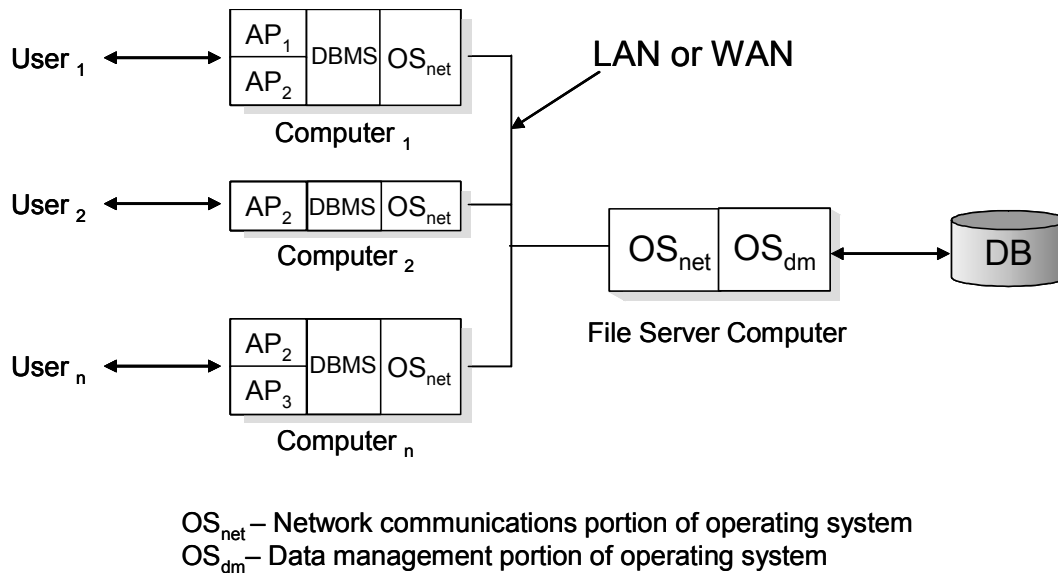 User 1
AP1
AP2
DBMS
OSnet
Computer 1
LAN or WAN
User 2
AP2
DBMS
OSnet
Computer 2
OSnet
OSdm
DB
File Server Computer
User n
AP2
AP3
DBMS
OSnet
Computer n
OSnet – Network communications portion of operating system
OSdm– Data management portion of operating system